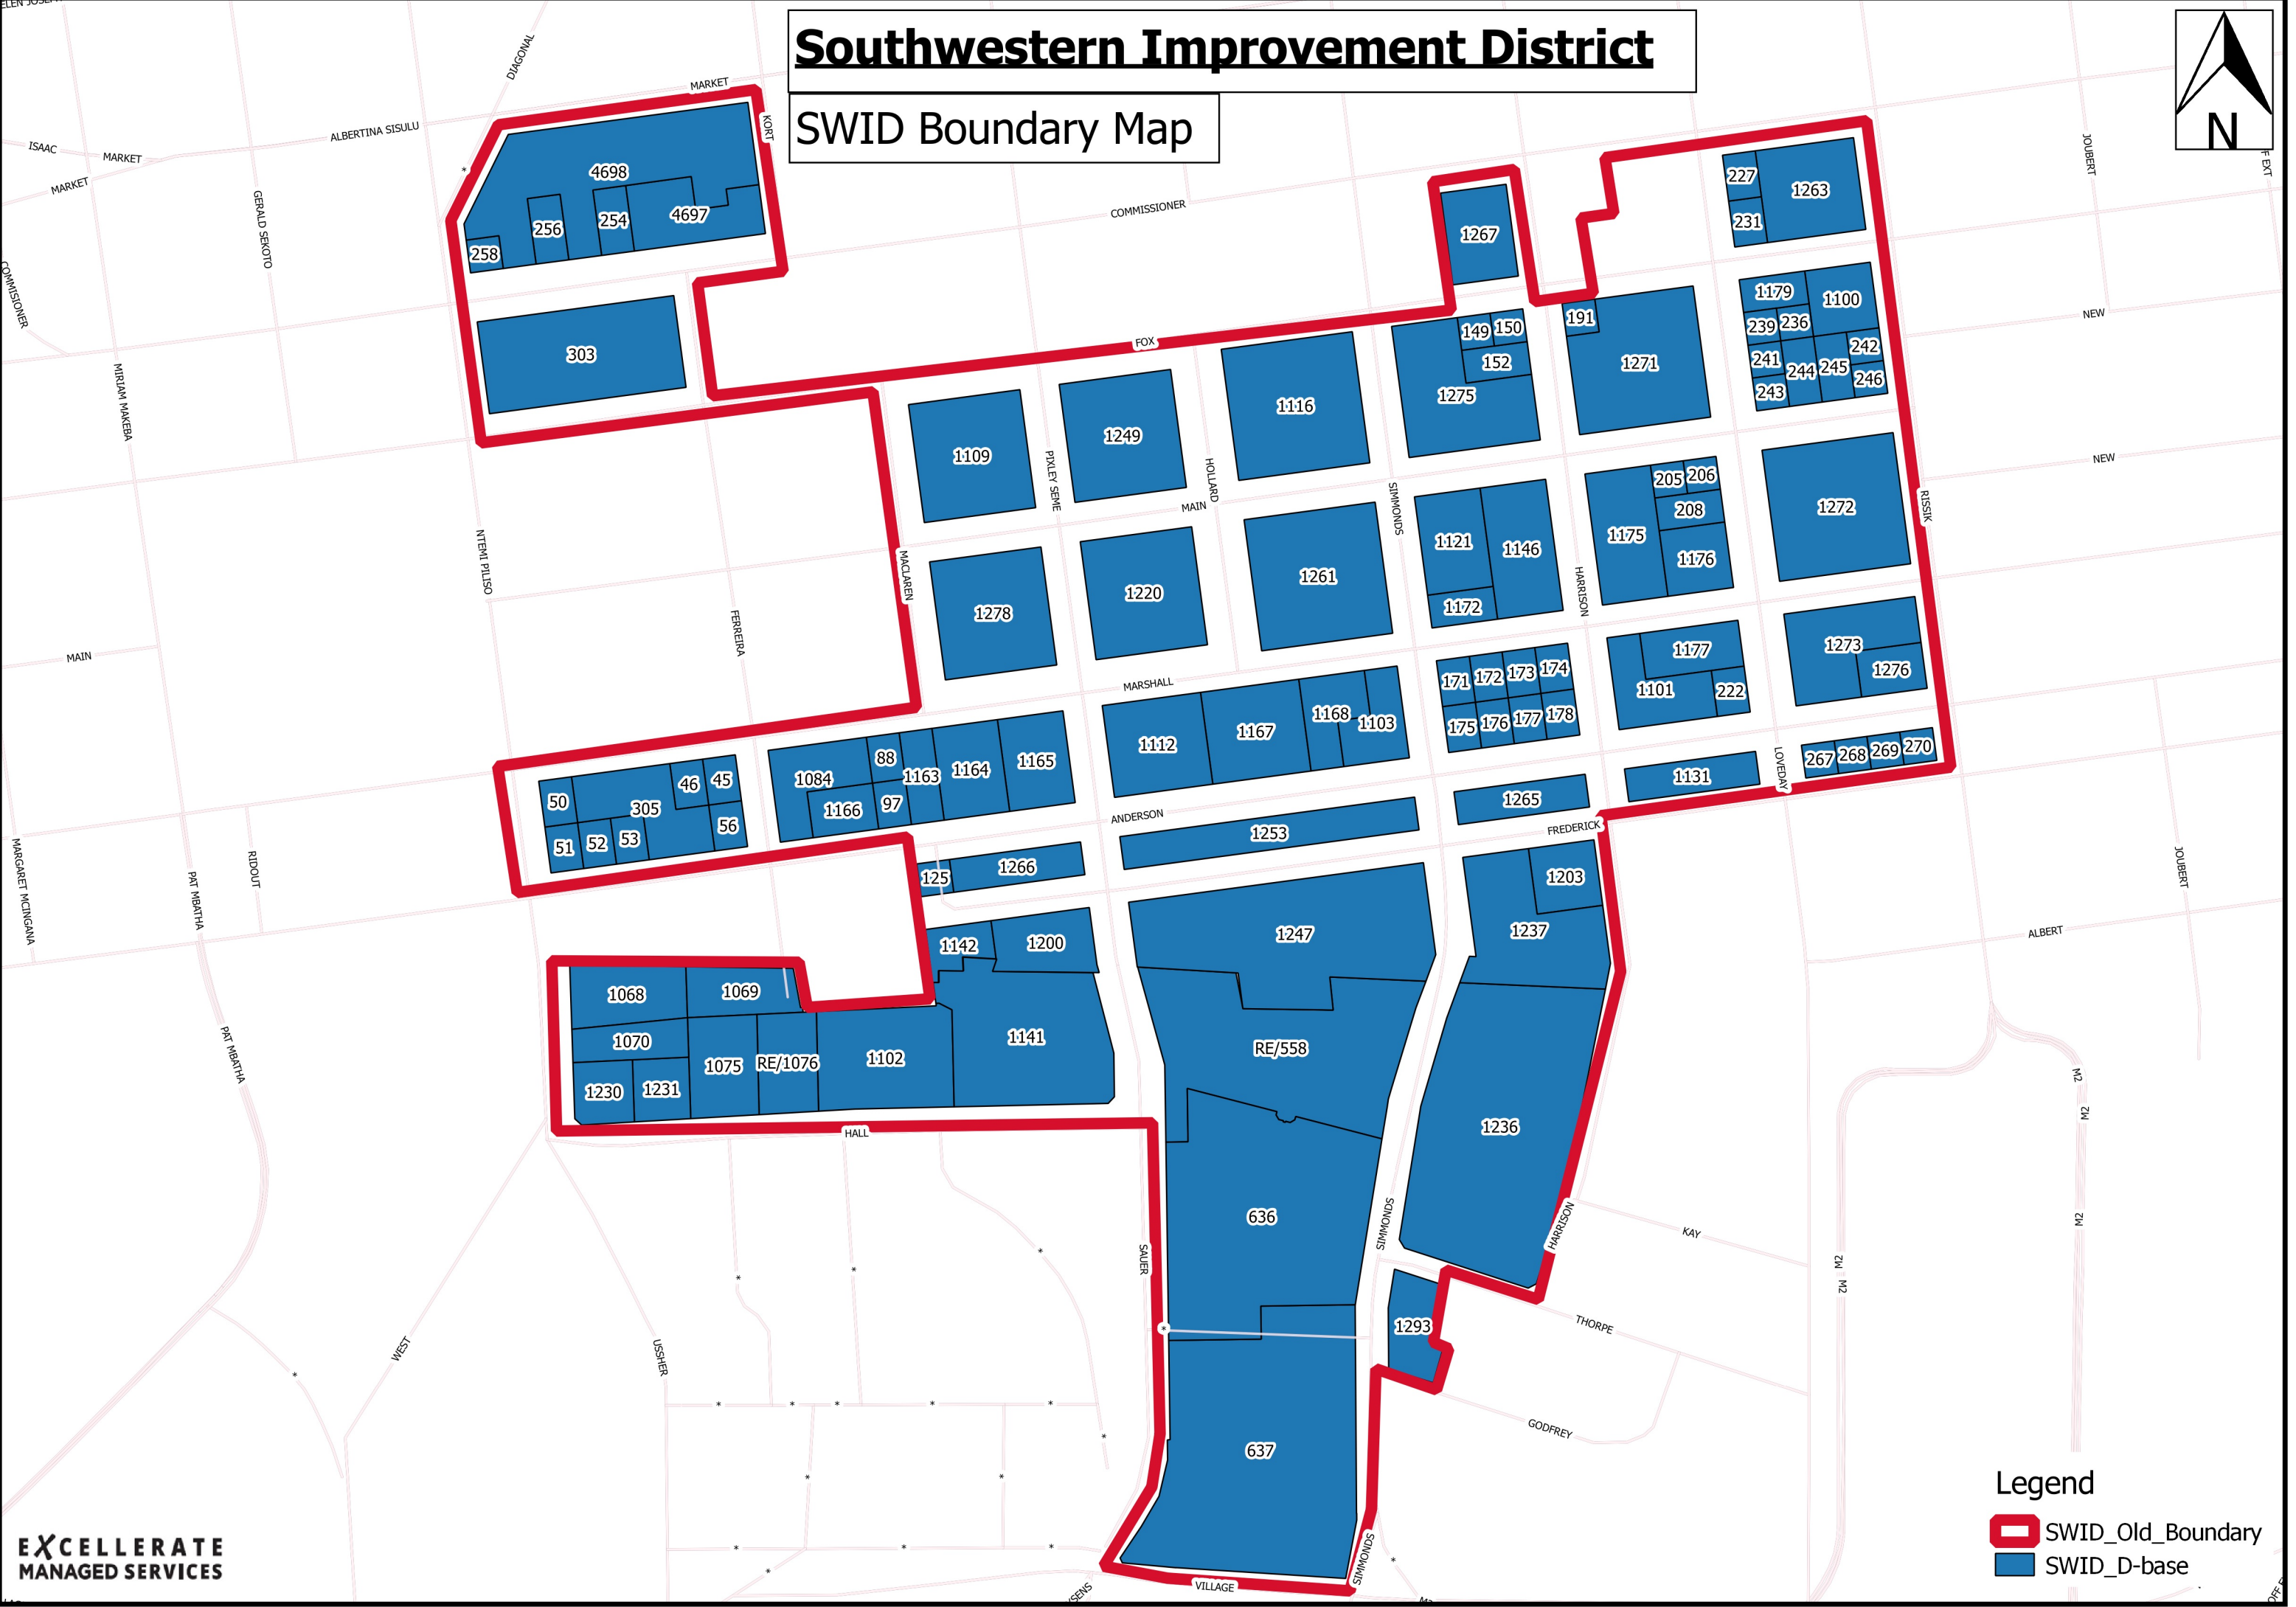 Southwestern Improvement District
SWID Boundary Map
N
DIAGONAL
MARKET
KORT
ALBERTINA SISULU
ISAAC
MARKET
MARKET
GERALD SEKOTO
COMMISSIONER
JOUBERT
4698
256
254
4697
258
303
COMMISIONER
MIRIAM MAKEBA
1267
227
1263
231
1179
1100
239
236
241
244
245
242
243
246
NEW
NEW
FOX
191
1271
149
150
152
1275
1116
1249
1109
PIXLEY SEME
HOLLARD
MAIN
SIMMONDS
1121
1146
1172
HARRISON
205
206
208
1175
1176
1272
RISSIK
NTEMI PILISO
FERREIRA
MACLAREN
1278
1220
1261
MAIN
MARSHALL
171
172
173
174
175
176
177
178
1177
1101
222
1273
1276
1112
1167
1168
1103
1084
88
1163
1164
1165
1166
97
50
305
46
45
51
52
53
56
267
268
269
270
LOVEDAY
1131
1265
1253
ANDERSON
FREDERICK
125
1266
MARGARET MCINGANA
RIDOUT
PAT MBATHA
PAT MBATHA
JOUBERT
ALBERT
1203
1237
1247
1142
1200
1068
1069
1070
1075
RE/1076
1102
1141
1230
1231
RE/558
1236
HALL
M2
M2
M2
M2
M2
636
SAUER
SIMMONDS
HARRISON
KAY
THORPE
1293
GODFREY
WEST
USSHER
637
SIMMONDS
VILLAGE
Legend
SWID_Old_Boundary
SWID_D-base
EXCELLERATE
MANAGED SERVICES